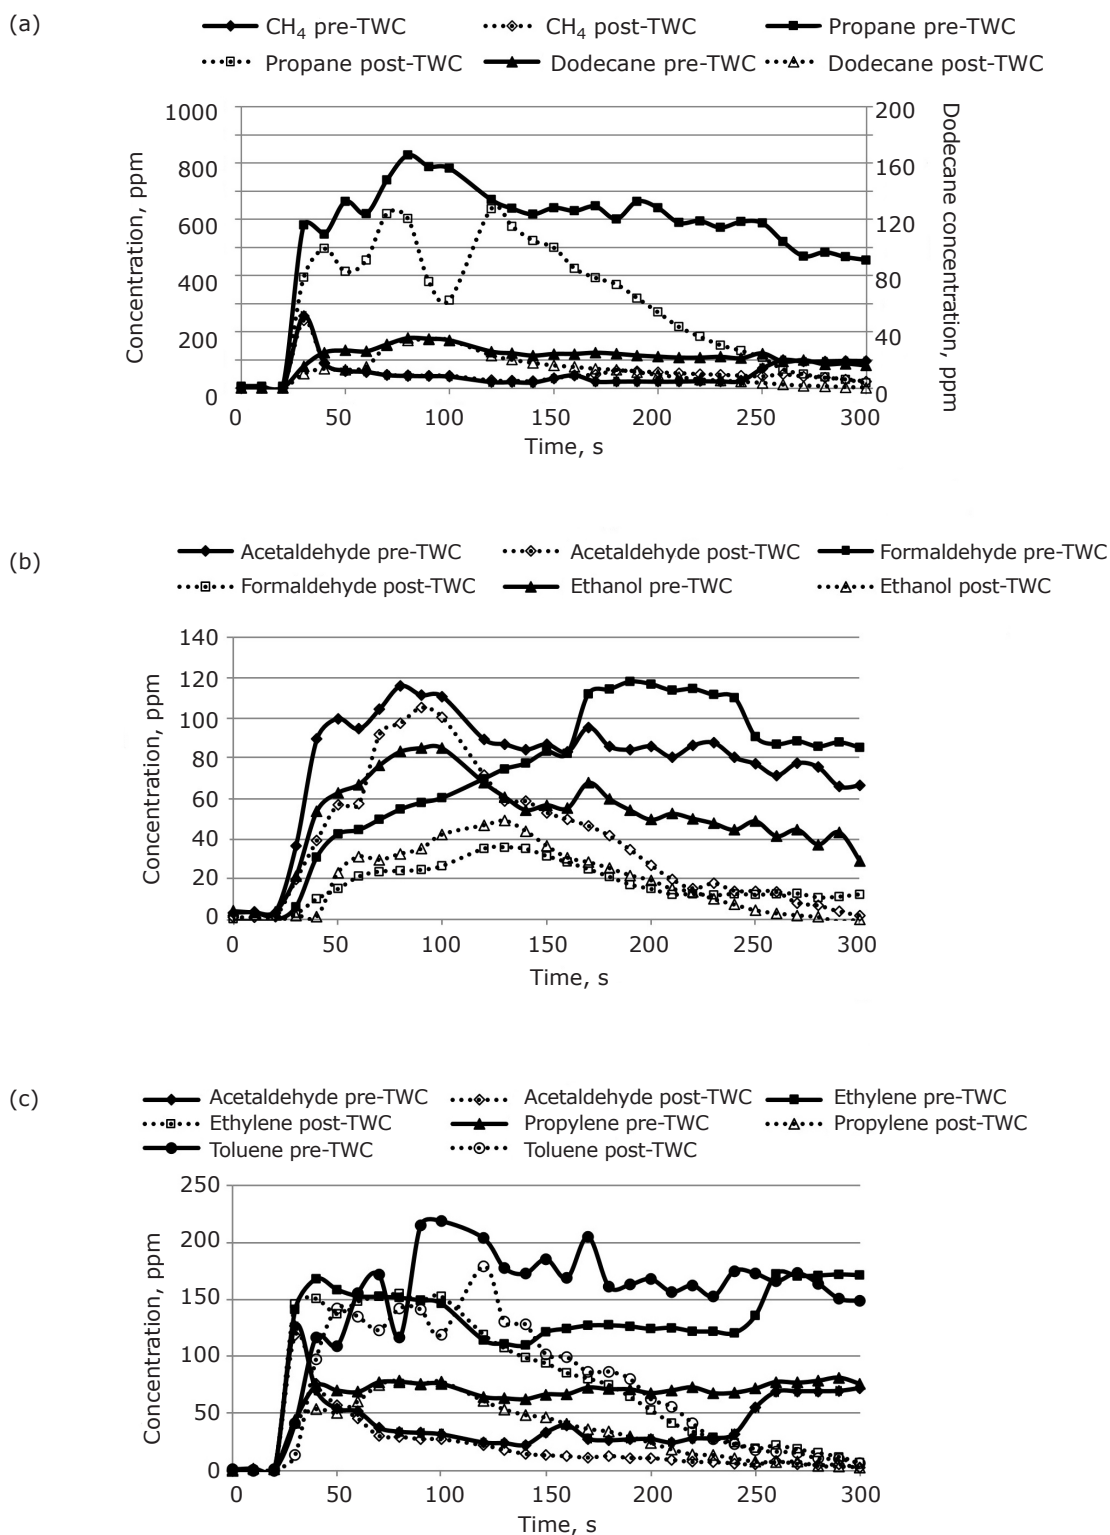 (a)
CH₄ pre-TWC CH₄ post-TWC Propane pre-TWC
Propane post-TWC Dodecane pre-TWC Dodecane post-TWC
1000
800
600
400
200
0
Concentration, ppm
200
160
120
80
40
0
Dodecane concentration, ppm
0 50 100 150 200 250 300
Time, s
(b)
Acetaldehyde pre-TWC Acetaldehyde post-TWC Formaldehyde pre-TWC
Formaldehyde post-TWC Ethanol pre-TWC Ethanol post-TWC
140
120
100
80
60
40
20
0
Concentration, ppm
0 50 100 150 200 250 300
Time, s
(c)
Acetaldehyde pre-TWC Acetaldehyde post-TWC Ethylene pre-TWC
Ethylene post-TWC Propylene pre-TWC Propylene post-TWC
Toluene pre-TWC Toluene post-TWC
250
200
150
100
50
0
Concentration, ppm
0 50 100 150 200 250 300
Time, s